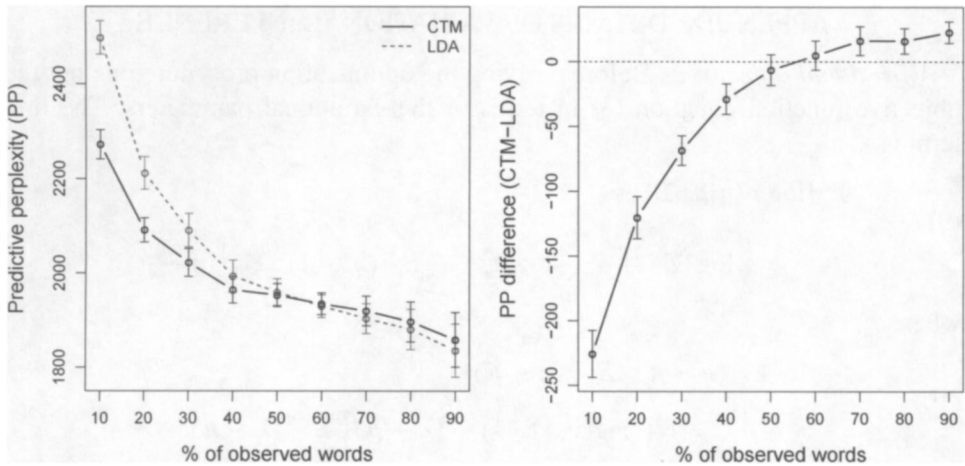 CTM
LDA
Predictive perplexity (PP)
2400
2200
2000
1800
10 20 30 40 50 60 70 80 90
% of observed words
PP difference (CTM−LDA)
0
−50
−100
−150
−200
−250
10 20 30 40 50 60 70 80 90
% of observed words